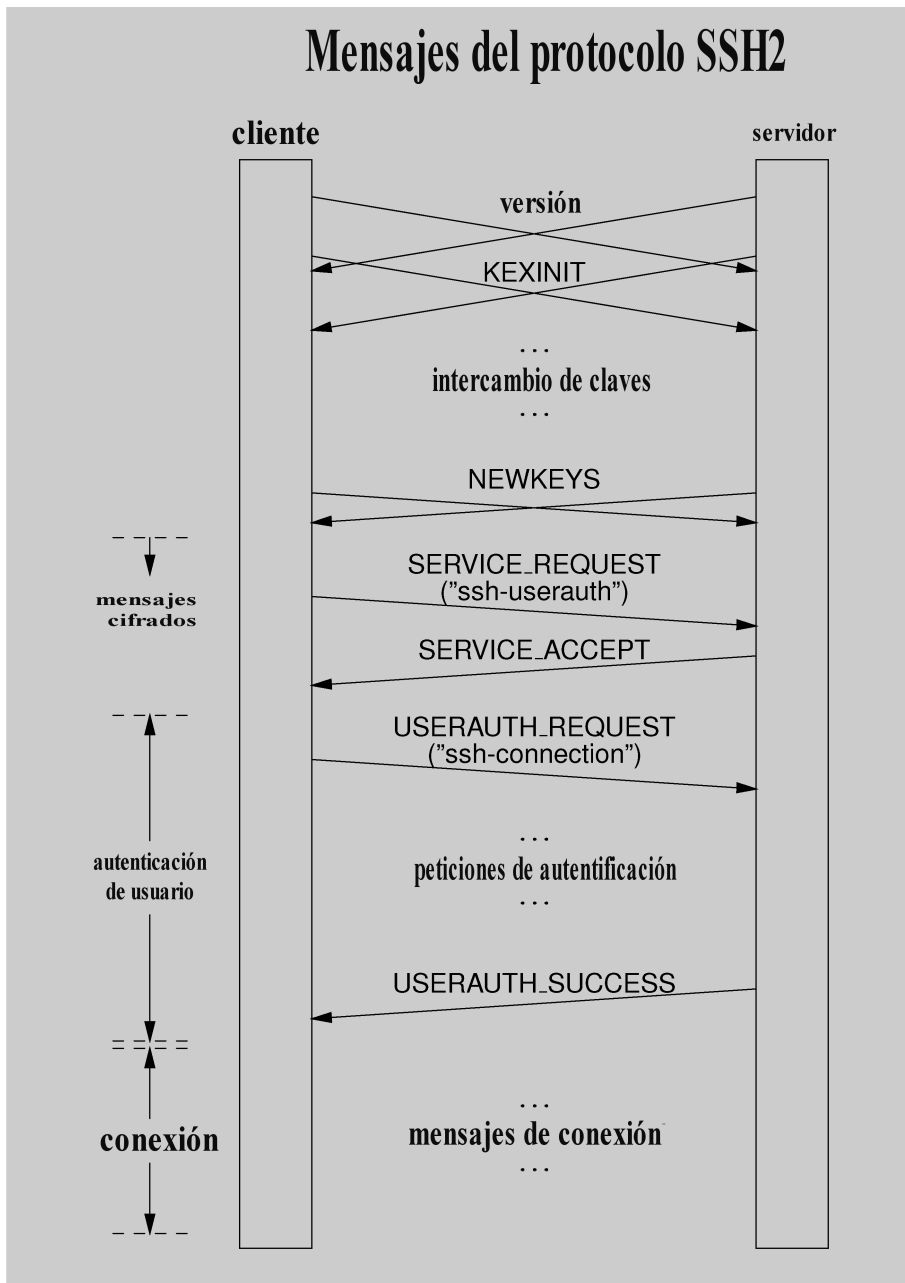 Mensajes del protocolo SSH2
cliente
servidor
versión
KEXINIT
. . .
intercambio de claves
. . .
NEWKEYS
SERVICE_REQUEST
("ssh-userauth")
mensajes
cifrados
SERVICE_ACCEPT
USERAUTH_REQUEST
("ssh-connection")
. . .
autenticación
de usuario
peticiones de autentificación
. . .
USERAUTH_SUCCESS
. . .
conexión
mensajes de conexión
. . .